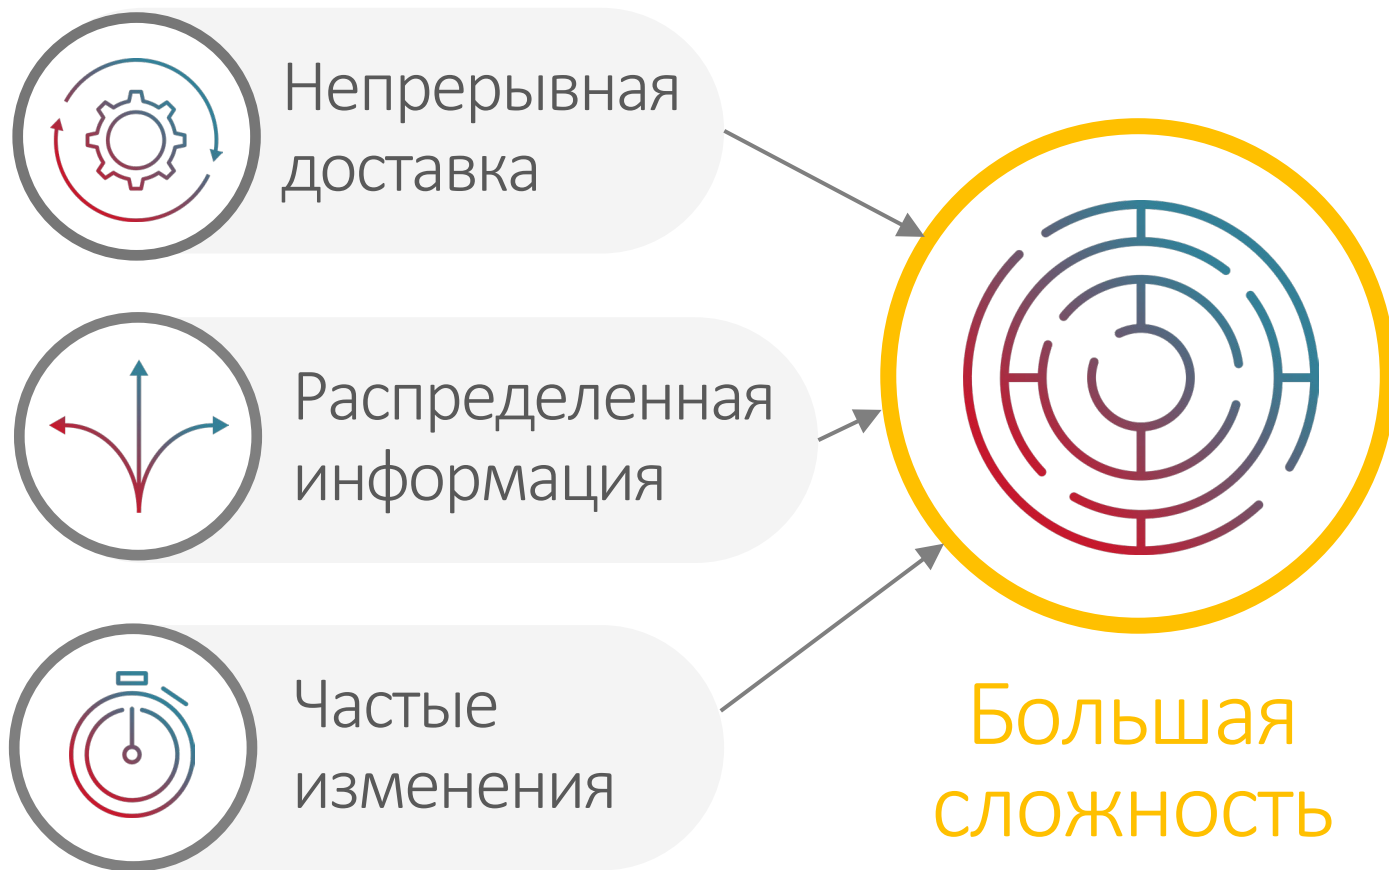 Непрерывная
доставка
Распределенная
информация
Частые
изменения
Большая
сложность